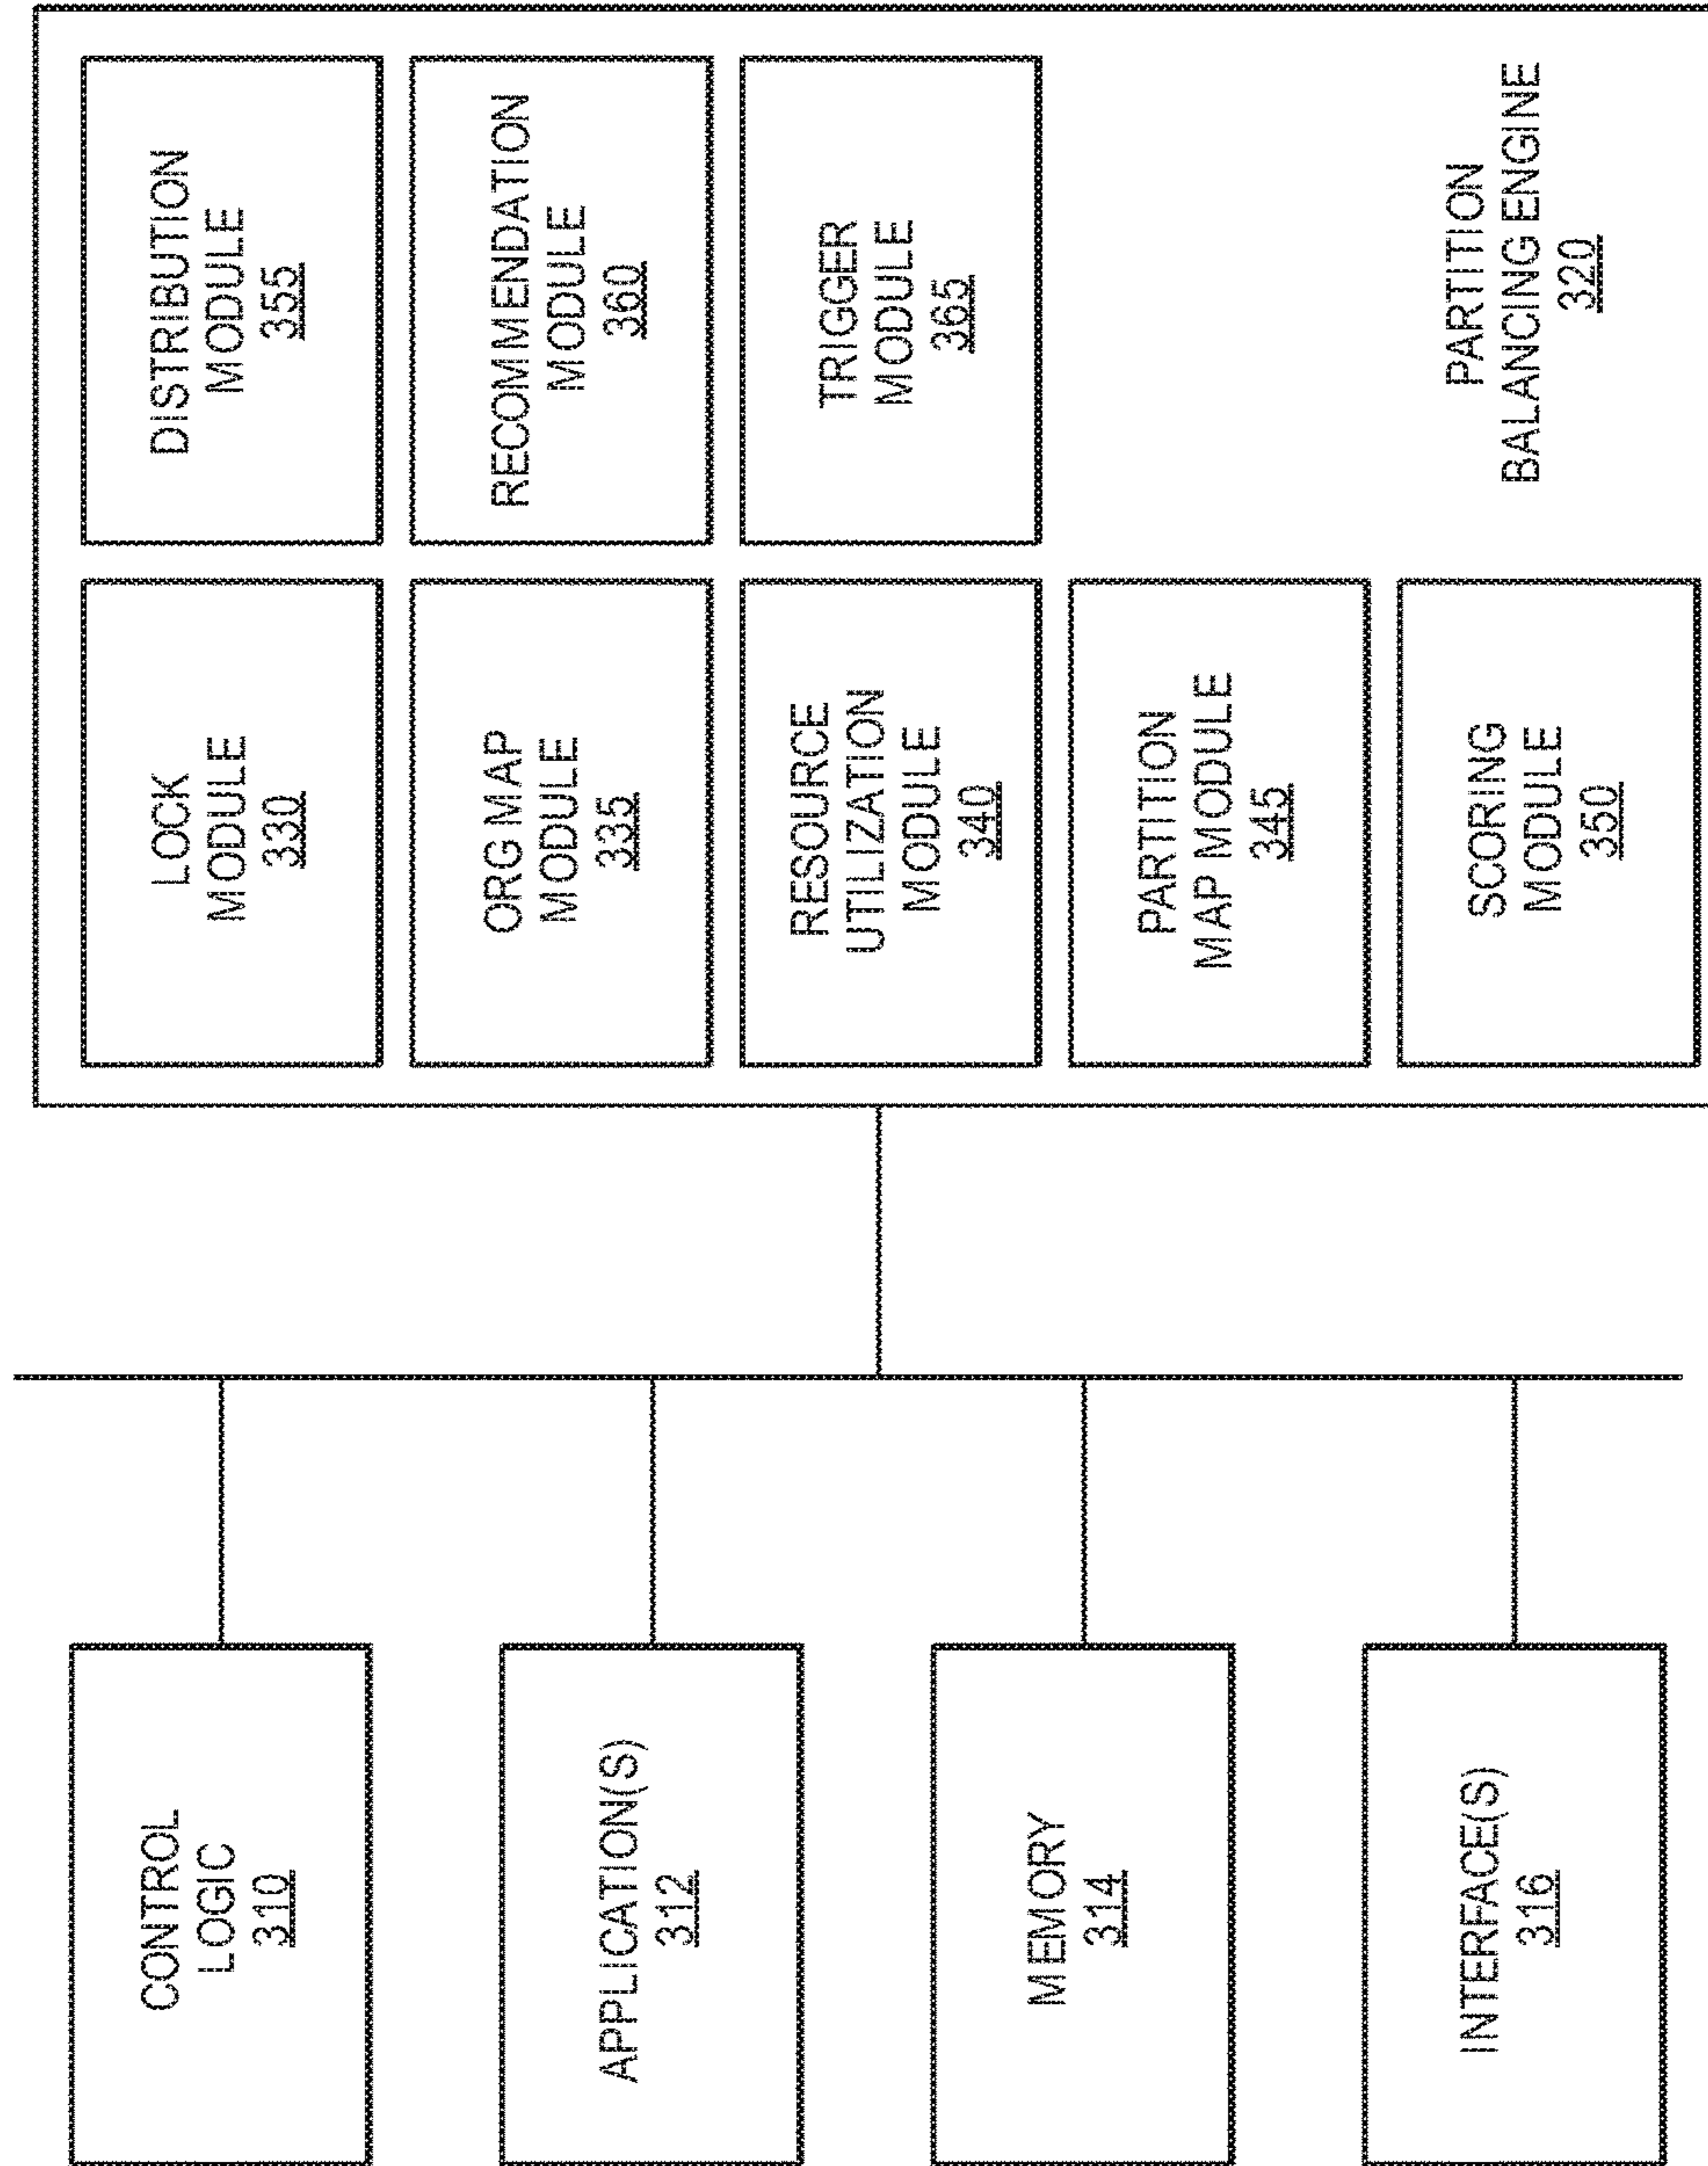 CONTROL
LOGIC
310
APPLICATION(S)
312
MEMORY
314
INTERFACE(S)
316
LOCK
MODULE
330
ORG MAP
MODULE
335
RESOURCE
UTILIZATION
MODULE
340
PARTITION
MAP MODULE
345
SCORING
MODULE
350
DISTRIBUTION
MODULE
355
RECOMMENDATION
MODULE
360
TRIGGER
MODULE
365
PARTITION
BALANCING ENGINE
320